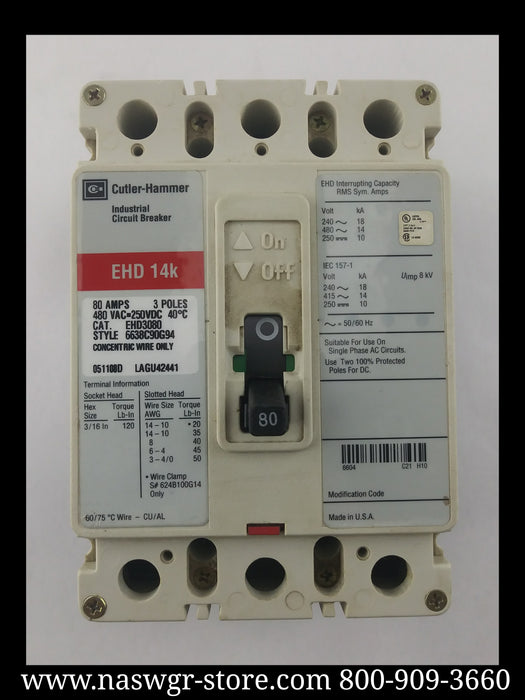 Cutler-Hammer
Industrial
Circuit Breaker
EHD 14k
80 AMPS 3 POLES
480 VAC=250VDC 40°C
CAT. EHD3080
STYLE 6638C90G94
CONCENTRIC WIRE ONLY
051108D LAGU42441
Terminal Information
Socket Head
Hex Size Torque Lb-In
3/16 In 120
Slotted Head
Wire Size AWG Torque Lb-In
14-10 • 20
14-10 35
8 40
6-4 45
3-4/0 50
• Wire Clamp
S# 624B100G14
Only
60/75 °C Wire – CU/AL
On
OFF
80
EHD Interrupting Capacity
RMS Sym. Amps
Volt kA
240 ~ 18
480 ~ 14
250 10
IEC 157-1
Uimp 6 kV
Volt kA
240 ~ 18
415 ~ 14
250 10
~ = 50/60 Hz
Suitable For Use On
Single Phase AC Circuits.
Use Two 100% Protected
Poles For DC.
6604 C21 H10
Modification Code
Made in U.S.A.
www.naswgr-store.com 800-909-3660